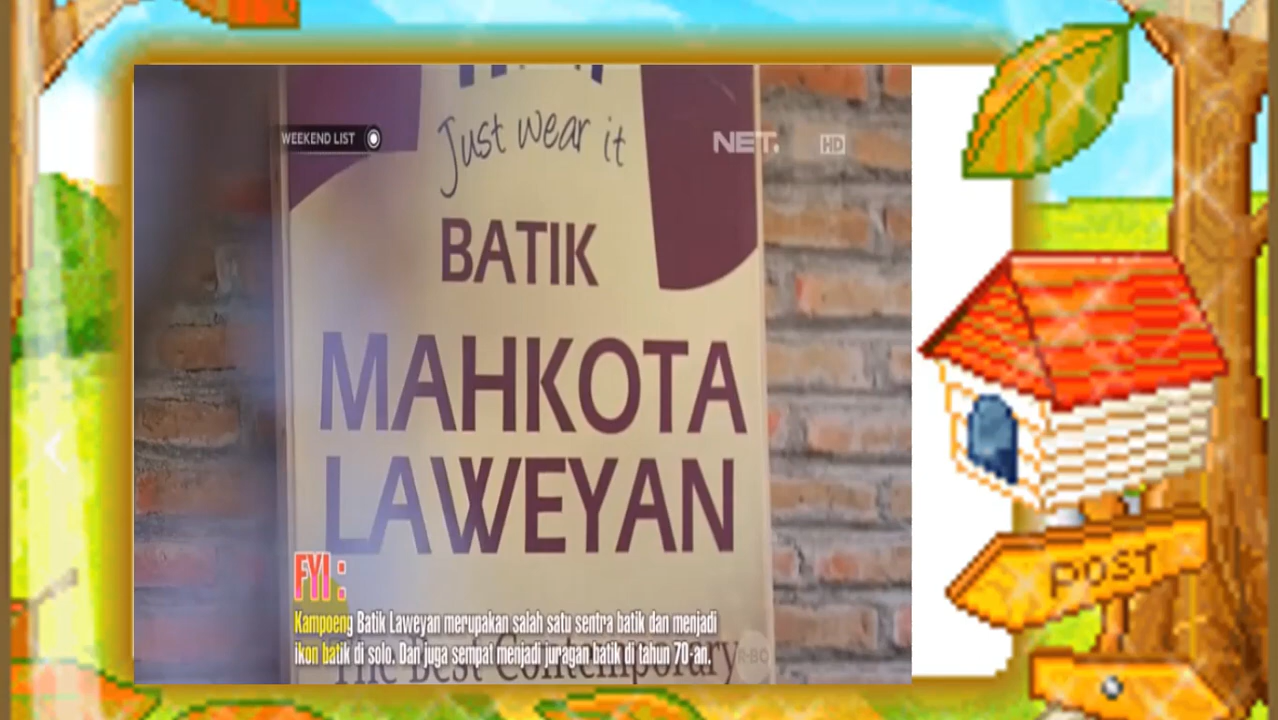 Just wear it
WEEKEND LIST
NET.
HD
BATIK
MAHKOTA
LAWEYAN
FYI :
Kampoeng Batik Laweyan merupakan salah satu sentra batik dan menjadi
ikon batik di solo. Dan juga sempat menjadi juragan batik di tahun 70-an.
The Best Contemporary
POST